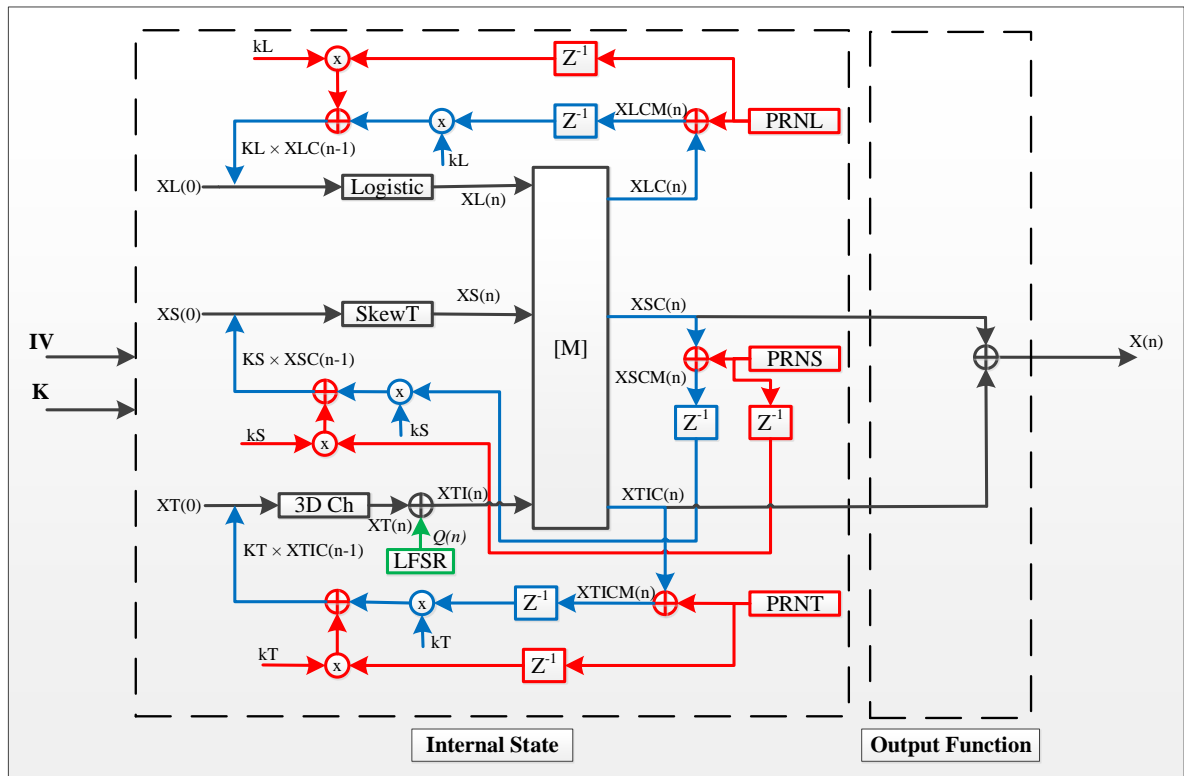 kL
x
Z-1
XLCM(n)
Z-1
x
PRNL
KL × XLC(n-1)
kL
XLC(n)
XL(0)
Logistic
XL(n)
XS(n)
XS(0)
SkewT
XSC(n)
[M]
IV
X(n)
KS × XSC(n-1)
PRNS
XSCM(n)
K
x
Z-1
Z-1
kS
kS
x
XT(0)
3D Ch
XTI(n)
XTIC(n)
XT(n)
Q(n)
KT × XTIC(n-1)
LFSR
XTICM(n)
x
Z-1
PRNT
kT
kT
x
Z-1
Internal State
Output Function